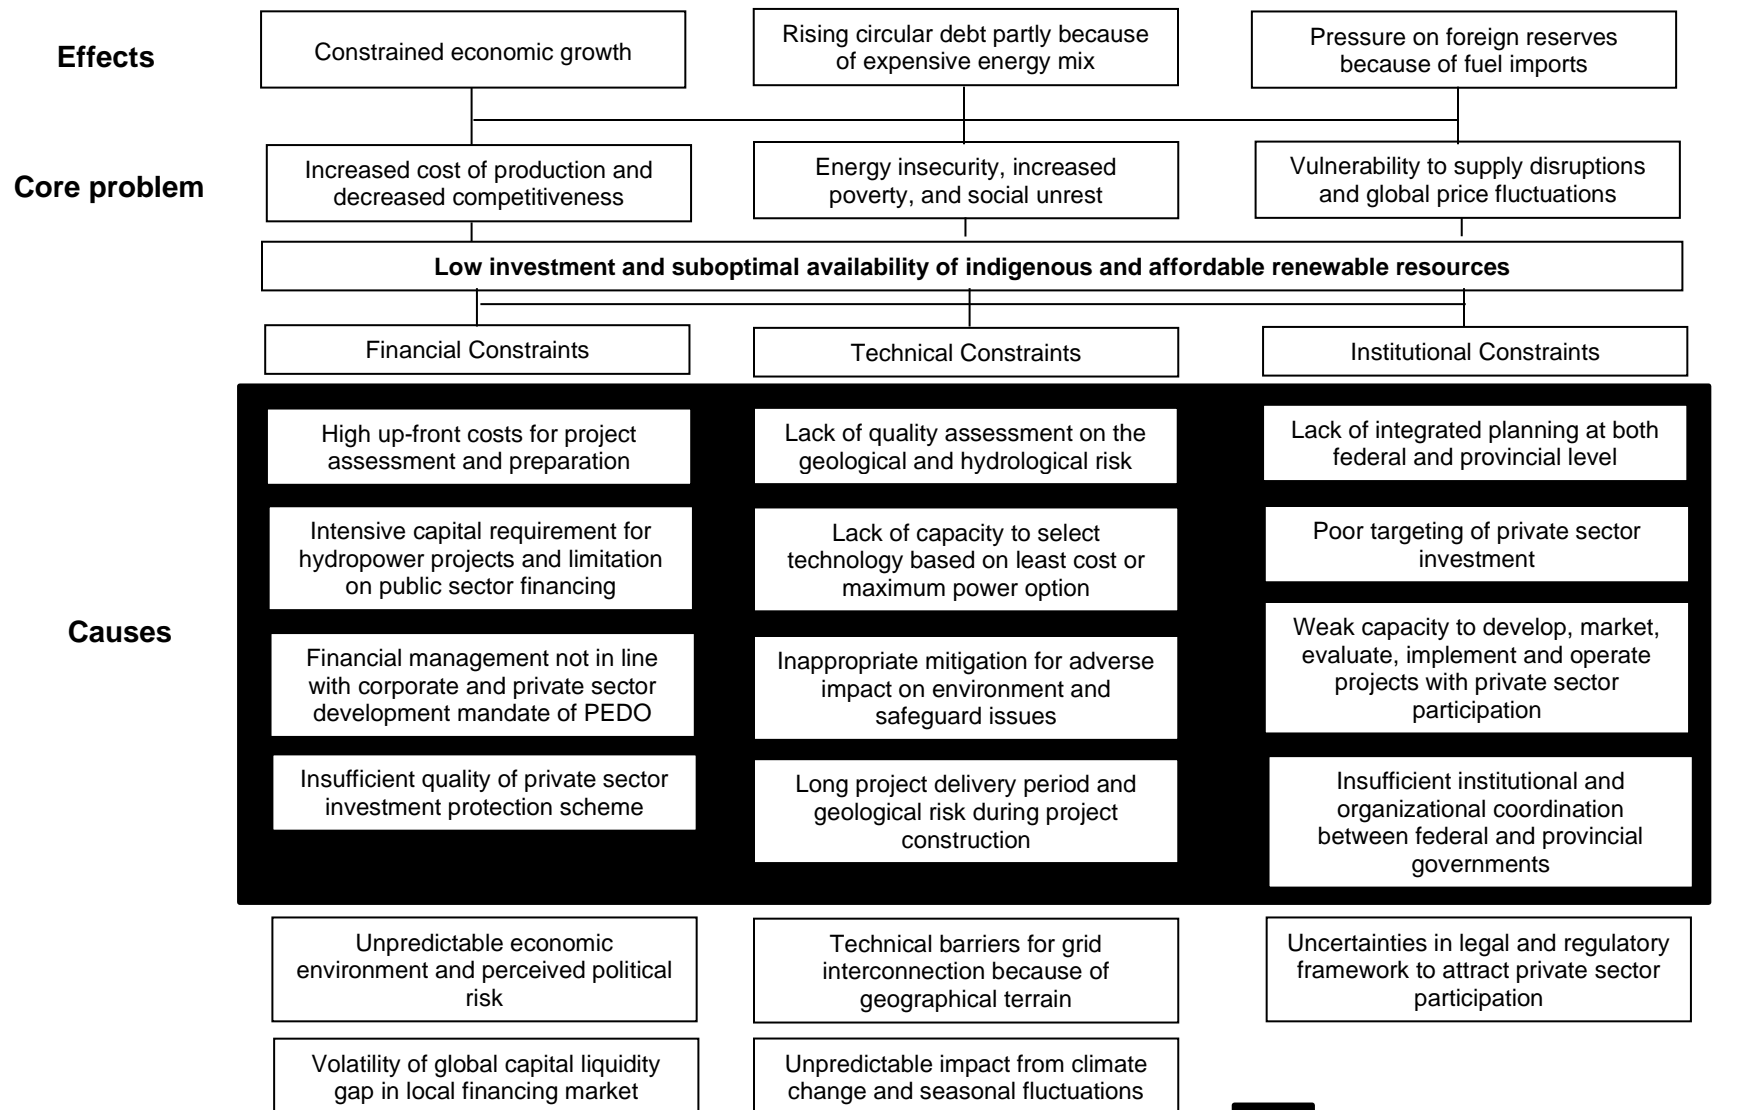 Effects
Constrained economic growth
Rising circular debt partly because
of expensive energy mix
Pressure on foreign reserves
because of fuel imports
Core problem
Increased cost of production and
decreased competitiveness
Energy insecurity, increased
poverty, and social unrest
Vulnerability to supply disruptions
and global price fluctuations
Low investment and suboptimal availability of indigenous and affordable renewable resources
Financial Constraints
Technical Constraints
Institutional Constraints
Causes
High up-front costs for project
assessment and preparation
Intensive capital requirement for
hydropower projects and limitation
on public sector financing
Financial management not in line
with corporate and private sector
development mandate of PEDO
Insufficient quality of private sector
investment protection scheme
Lack of quality assessment on the
geological and hydrological risk
Lack of capacity to select
technology based on least cost or
maximum power option
Inappropriate mitigation for adverse
impact on environment and
safeguard issues
Long project delivery period and
geological risk during project
construction
Lack of integrated planning at both
federal and provincial level
Poor targeting of private sector
investment
Weak capacity to develop, market,
evaluate, implement and operate
projects with private sector
participation
Insufficient institutional and
organizational coordination
between federal and provincial
governments
Unpredictable economic
environment and perceived political
risk
Technical barriers for grid
interconnection because of
geographical terrain
Uncertainties in legal and regulatory
framework to attract private sector
participation
Volatility of global capital liquidity
gap in local financing market
Unpredictable impact from climate
change and seasonal fluctuations